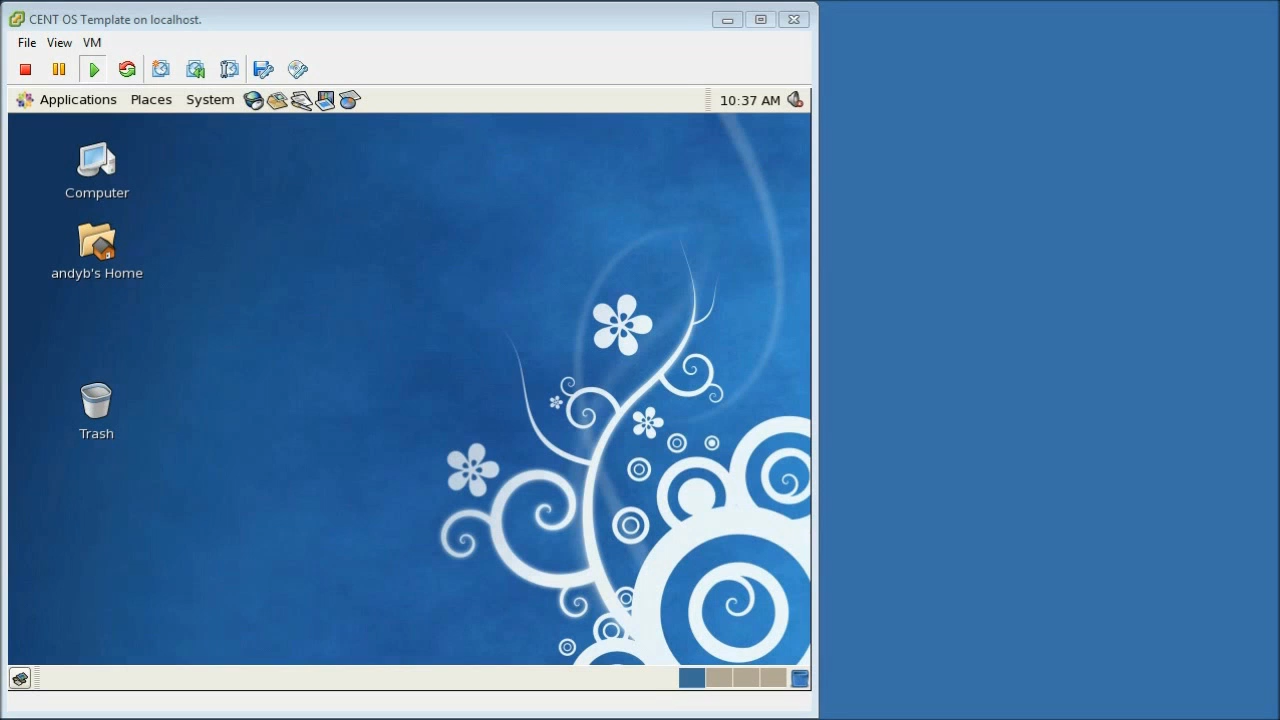 CENT OS Template on localhost.
File View VM
Applications Places System 10:37 AM
Computer
andyb's Home
Trash